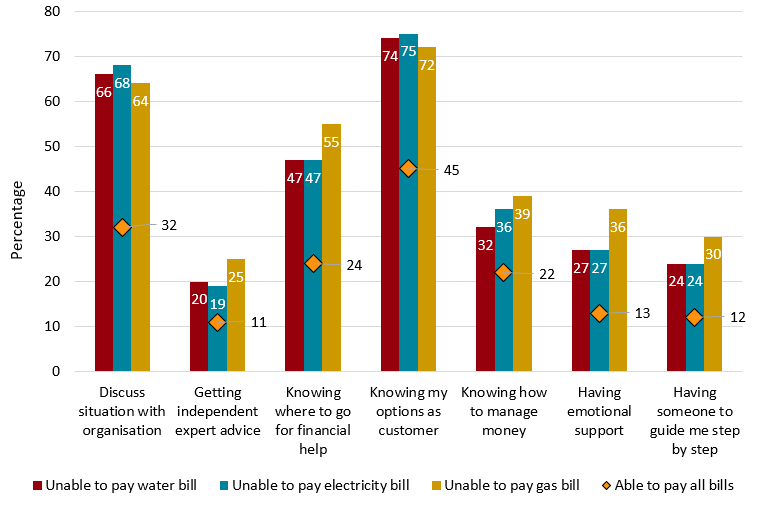 80
70
60
50
40
30
20
10
0
Percentage
66 68 64 32
20 19 25 11
47 47 55 24
74 75 72 45
32 36 39 22
27 27 36 13
24 24 30 12
Discuss
situation with
organisation
Getting
independent
expert advice
Knowing
where to go
for financial
help
Knowing my
options as
customer
Knowing how
to manage
money
Having
emotional
support
Having
someone to
guide me step
by step
Unable to pay water bill Unable to pay electricity bill Unable to pay gas bill Able to pay all bills